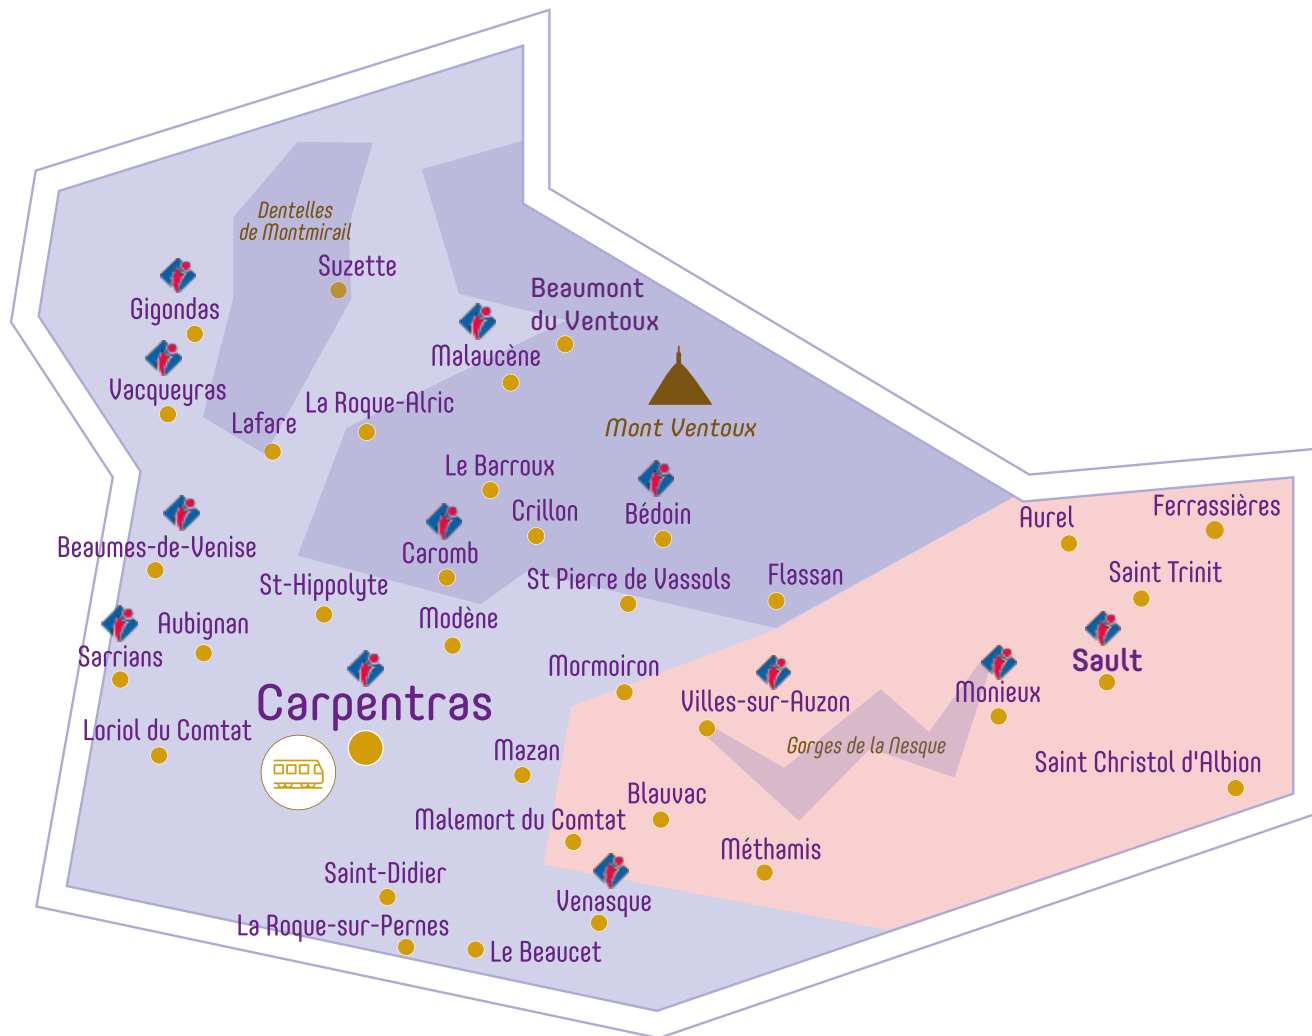 Dentelles
de Montmirail
Suzette
Gigondas
Beaumont
du Ventoux
Malaucène
Vacqueyras
La Roque-Alric
Lafare
Mont Ventoux
Le Barroux
Crillon
Bédoin
Aurel
Ferrassières
Beaumes-de-Venise
Caromb
St-Hippolyte
St Pierre de Vassols
Flassan
Saint Trinit
Aubignan
Modène
Sarrians
Mormoiron
Sault
Carpentras
Villes-sur-Auzon
Monieux
Loriol du Comtat
Mazan
Gorges de la Nesque
Saint Christol d'Albion
Blauvac
Malemort du Comtat
Méthamis
Saint-Didier
Venasque
La Roque-sur-Pernes
Le Beaucet